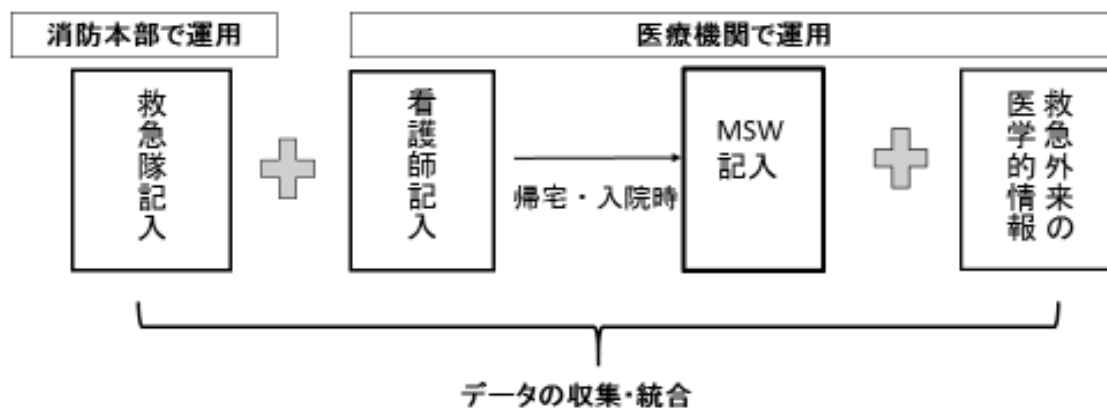 消防本部で運用
医療機関で運用
救急隊記入
看護師記入
帰宅・入院時
MSW
記入
救急外来の
医学的情報
データの収集・統合